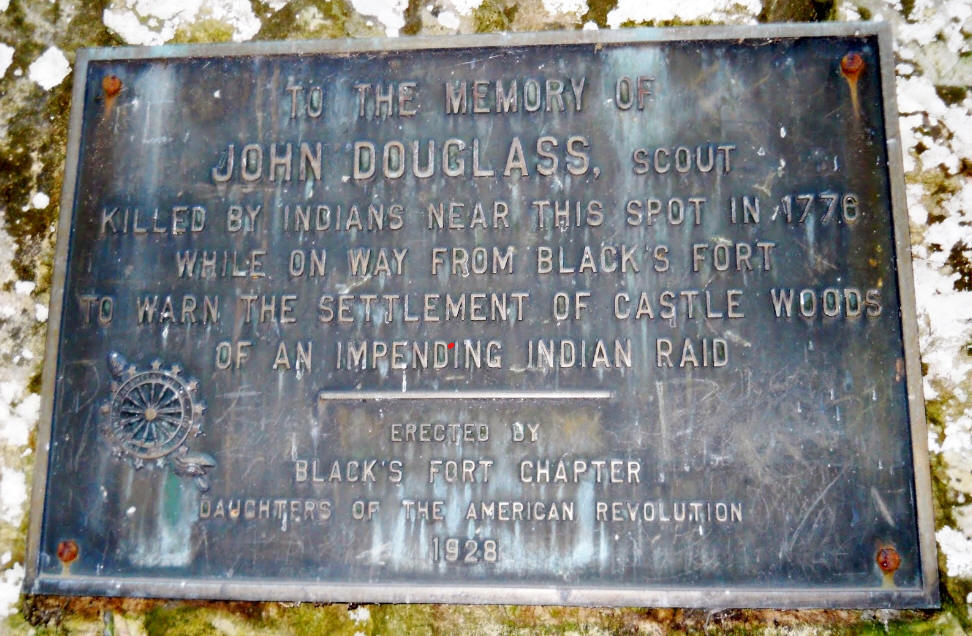 TO THE MEMORY OF
JOHN DOUGLASS, SCOUT
KILLED BY INDIANS NEAR THIS SPOT IN 1776
WHILE ON WAY FROM BLACK'S FORT
TO WARN THE SETTLEMENT OF CASTLE WOODS
OF AN IMPENDING INDIAN RAID
ERECTED BY
BLACK'S FORT CHAPTER
DAUGHTERS OF THE AMERICAN REVOLUTION
1928